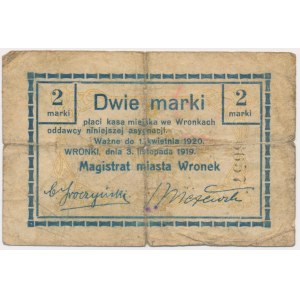 2 marki
Dwie marki
2 marki
płaci kasa miejska we Wronkach
oddawcy niniejszej asygnacji.
Ważne do 1. kwietnia 1920.
WRONKI, dnia 3. listopada 1919.
Magistrat miasta Wronek